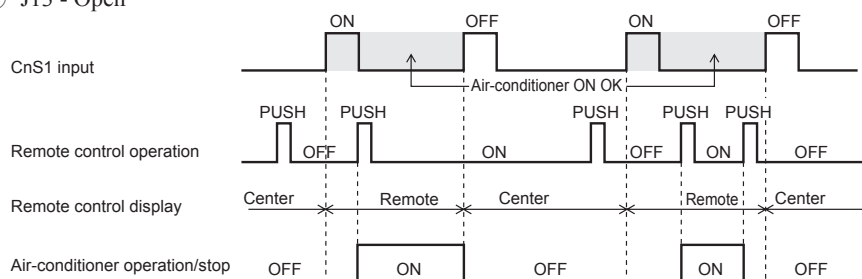 J13 - Open
ON OFF ON OFF
CnS1 input
Air-conditioner ON OK
PUSH PUSH PUSH PUSH PUSH
Remote control operation OFF ON OFF ON OFF
Remote control display Center Remote Center Remote Center
Air-conditioner operation/stop OFF ON OFF ON OFF